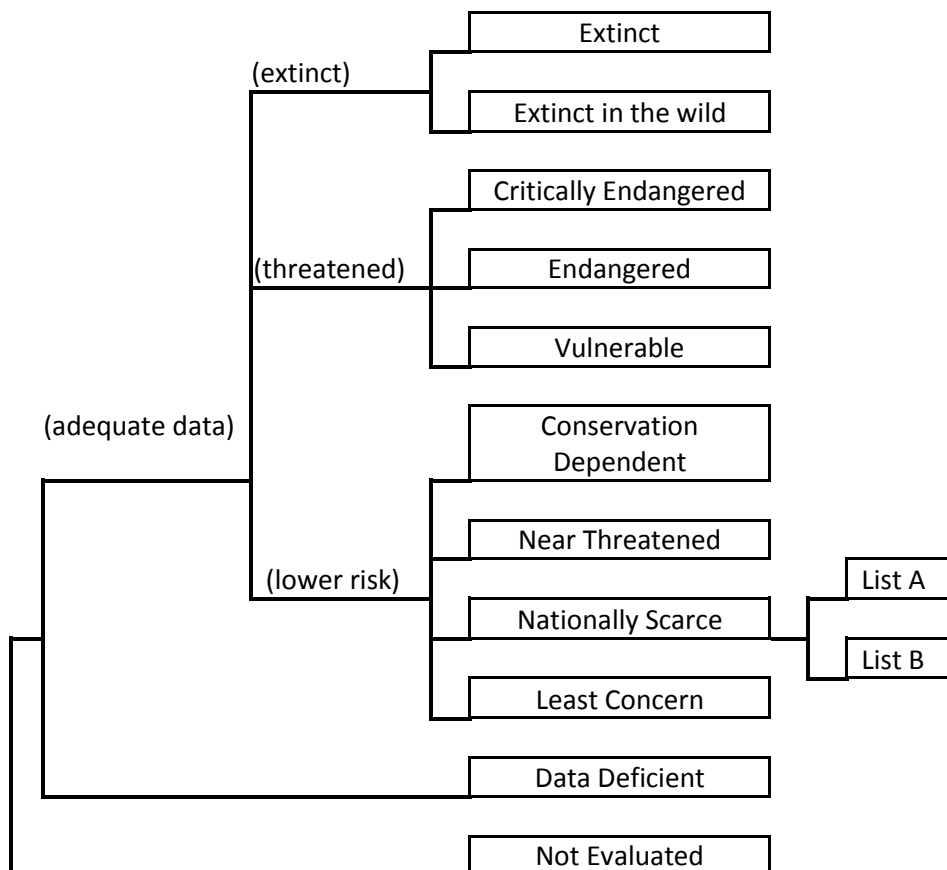 Extinct
(extinct)
Extinct in the wild
Critically Endangered
(threatened)
Endangered
Vulnerable
(adequate data)
Conservation
Dependent
Near Threatened
(lower risk)
List A
Nationally Scarce
List B
Least Concern
Data Deficient
Not Evaluated